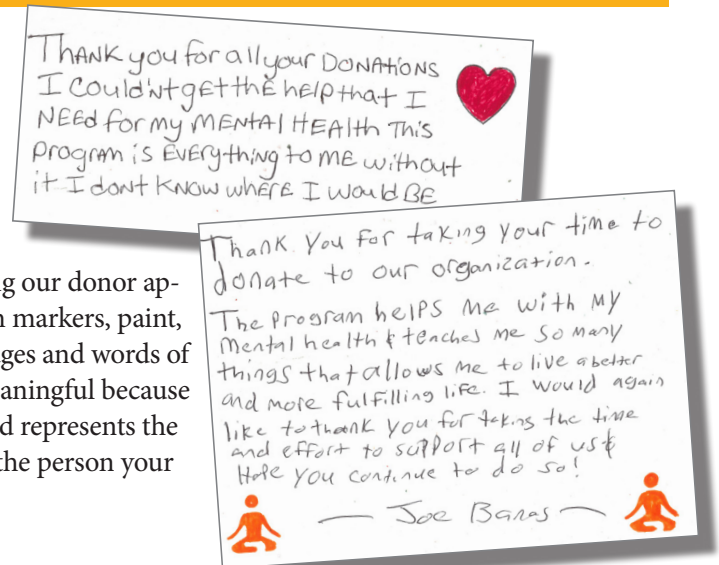 THANK you for all your DONAtIONS
I Could'nt gEt thE hElp that I
NEEd for my MENtAl HEAlth This
Program is EvERything to ME without
it I dont KNow whERE I would BE
ng our donor ap-
n markers, paint,
ges and words of
aningful because
d represents the
the person your
Thank You for taking your time to
donate to our organization.
The Program helps Me with My
Mental health & teaches me so many
things that allows me to live a better
and more fulfilling life. I would again
like to thank you for taking the time
and effort to support all of us &
Hope you continue to do so!
— Joe Banas —